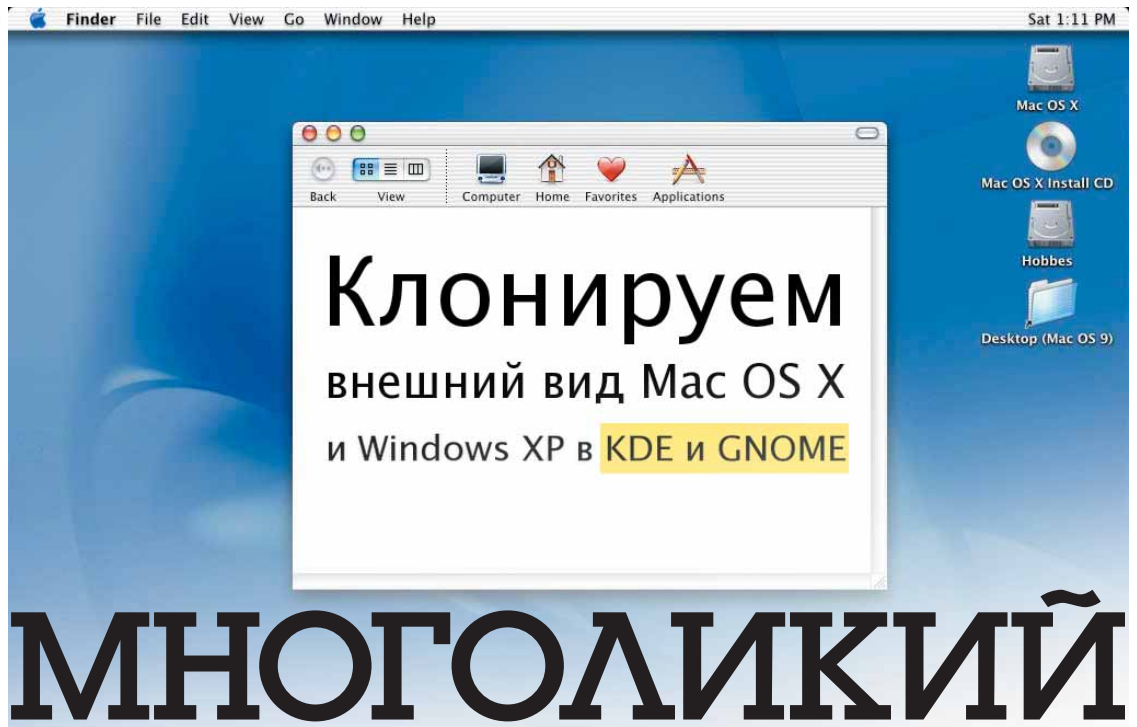 Finder File Edit View Go Window Help Sat 1:11 PM
Mac OS X
Mac OS X Install CD
Hobbes
Desktop (Mac OS 9)
Back View Computer Home Favorites Applications
Клонируем
внешний вид Mac OS X
и Windows XP в KDE и GNOME
МНОГОЛИКИЙ